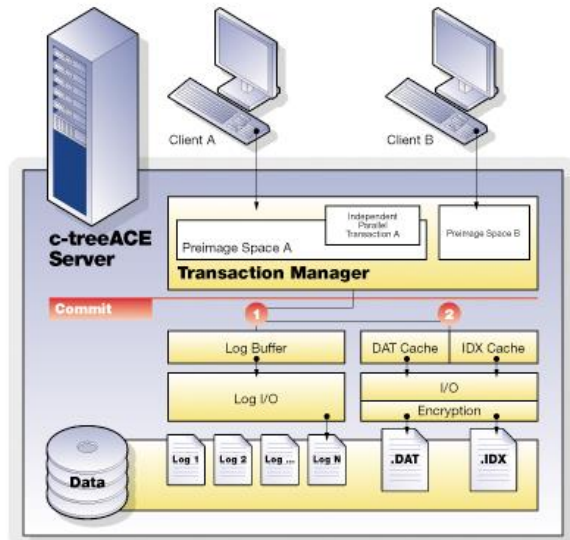 Client A
Client B
c-treeACE
Server
Independent
Parallel
Transaction A
Preimage Space A
Preimage Space B
Transaction Manager
Commit
1
2
Log Buffer
DAT Cache
IDX Cache
Log I/O
I/O
Encryption
Data
Log 1
Log 2
Log ...
Log N
.DAT
.IDX